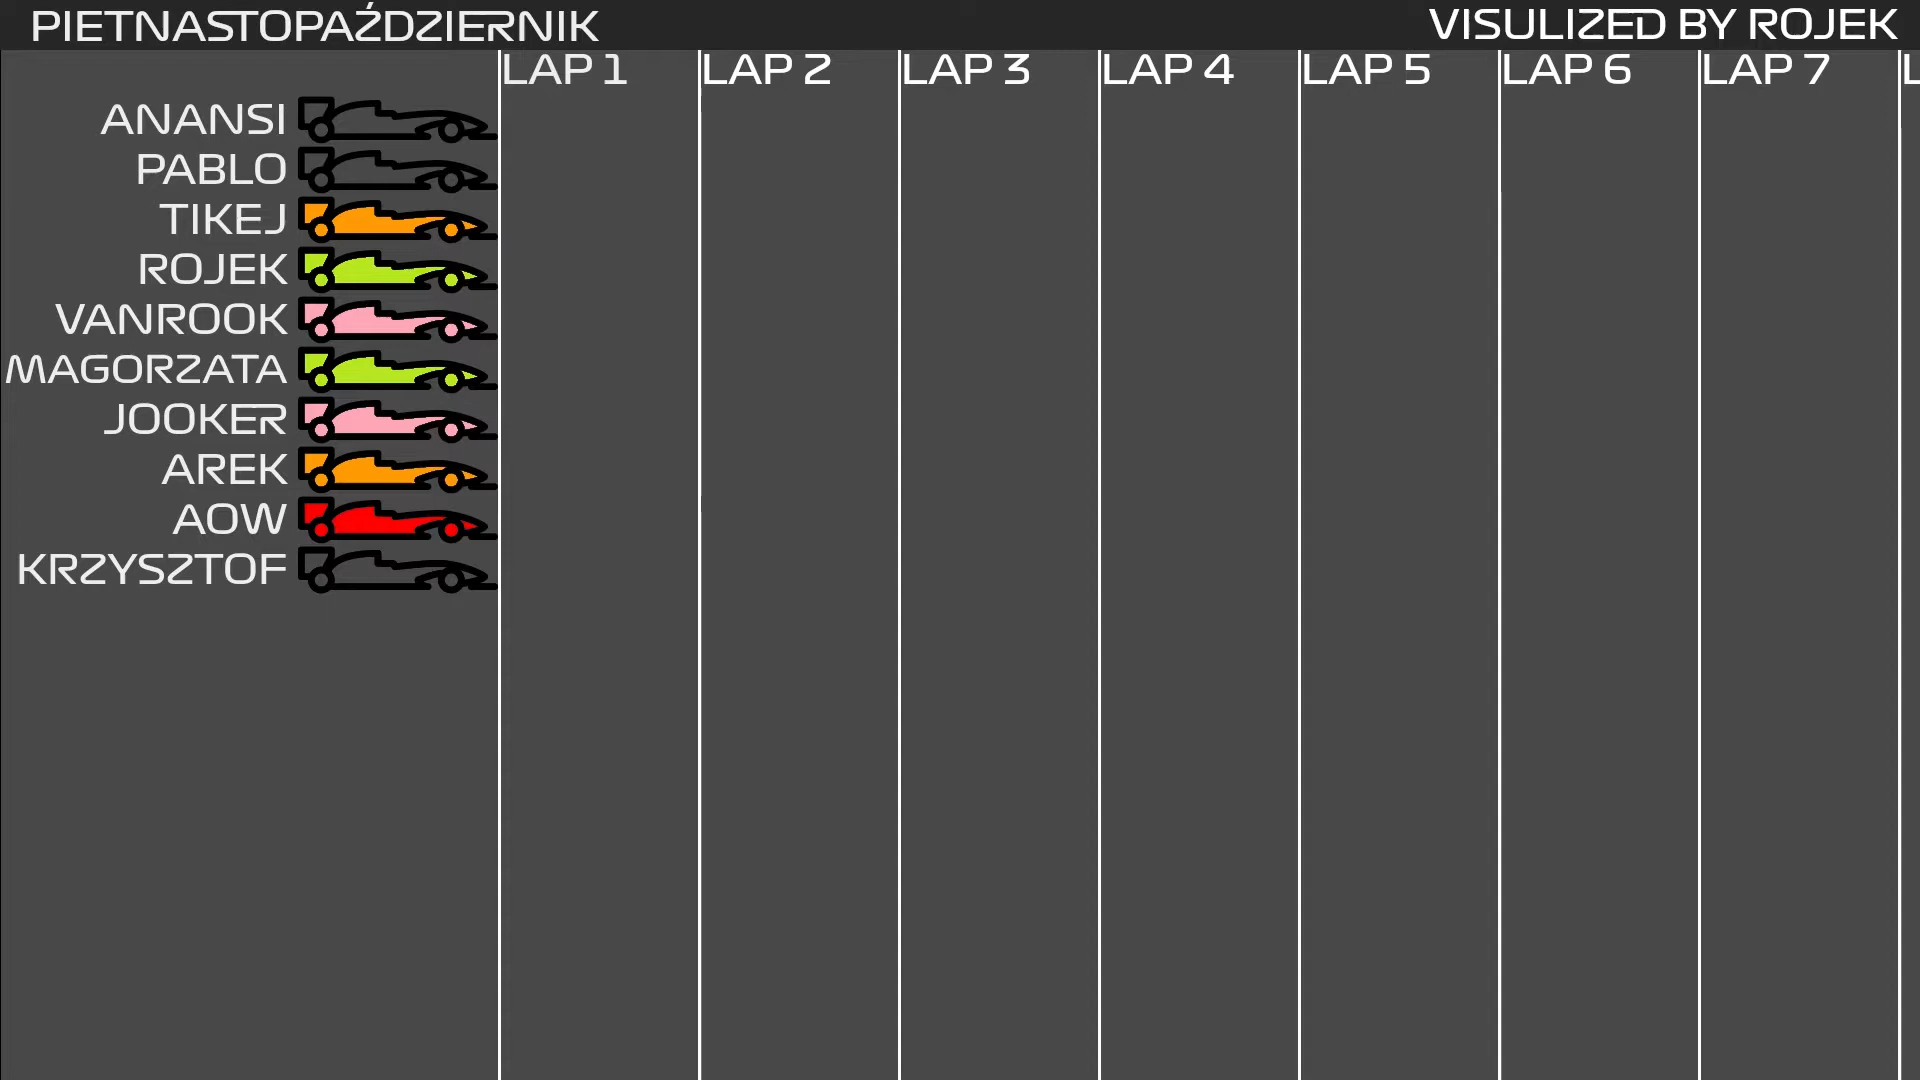 PIETNASTOPAŹDZIERNIK
VISULIZED BY ROJEK
LAP 1 LAP 2 LAP 3 LAP 4 LAP 5 LAP 6 LAP 7 L
ANANSI
PABLO
TIKEJ
ROJEK
VANROOK
MAGORZATA
JOOKER
AREK
AOW
KRZYSZTOF